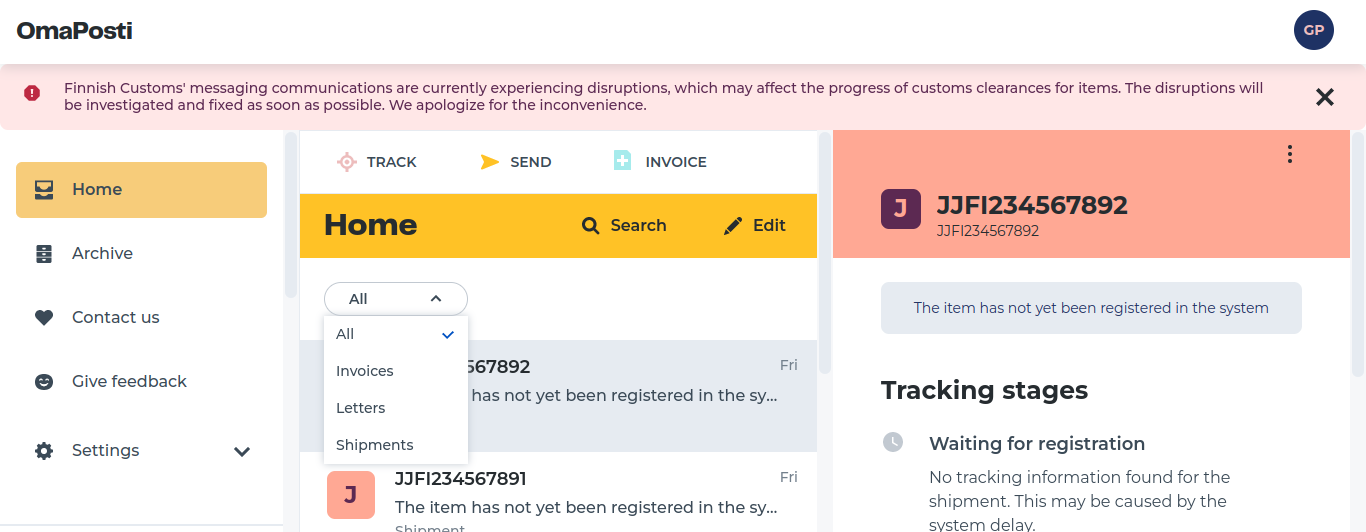 OmaPosti
GP
Finnish Customs' messaging communications are currently experiencing disruptions, which may affect the progress of customs clearances for items. The disruptions will
be investigated and fixed as soon as possible. We apologize for the inconvenience.
Home
Archive
Contact us
Give feedback
Settings
TRACK
SEND
INVOICE
Home
Search
Edit
All
All
Invoices
Letters
Shipments
567892
Fri
has not yet been registered in the sy...
J
JJFI234567891
Fri
The item has not yet been registered in the sy...
Shipment
J
JJFI234567892
JJFI234567892
The item has not yet been registered in the system
Tracking stages
Waiting for registration
No tracking information found for the
shipment. This may be caused by the
system delay.